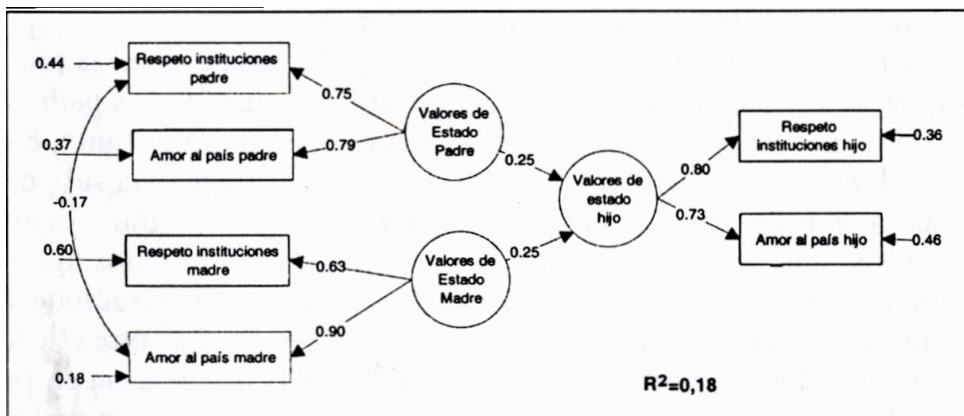 0.44
Respeto instituciones
padre
0.75
Valores de
Estado
Padre
0.37
Amor al país padre
0.79
0.25
Respeto
instituciones hijo
0.36
0.80
Valores de
estado
hijo
-0.17
0.73
0.60
Respeto instituciones
madre
0.63
Valores de
Estado
Madre
0.25
Amor al país hijo
0.46
0.90
Amor al país madre
0.18
R²=0,18